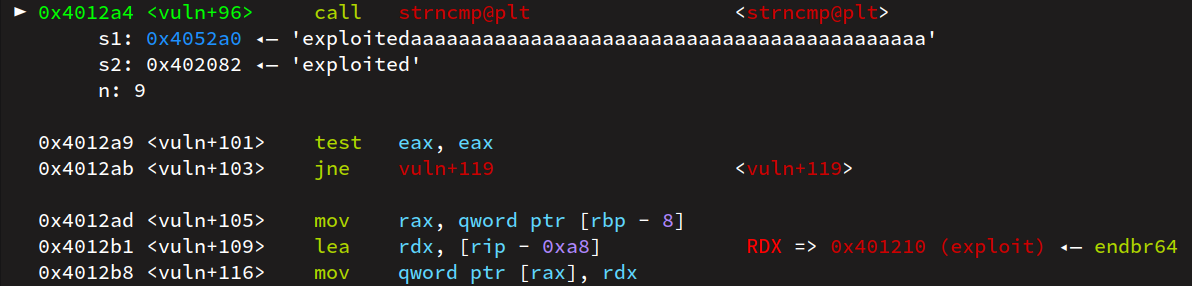 ► 0x4012a4 <vuln+96> call strncmp@plt <strncmp@plt>
s1: 0x4052a0 ◂— 'exploitedaaaaaaaaaaaaaaaaaaaaaaaaaaaaaaaaaaaaaaaaaaa'
s2: 0x402082 ◂— 'exploited'
n: 9
0x4012a9 <vuln+101> test eax, eax
0x4012ab <vuln+103> jne vuln+119 <vuln+119>
0x4012ad <vuln+105> mov rax, qword ptr [rbp - 8]
0x4012b1 <vuln+109> lea rdx, [rip - 0xa8] RDX => 0x401210 (exploit) ◂— endbr64
0x4012b8 <vuln+116> mov qword ptr [rax], rdx